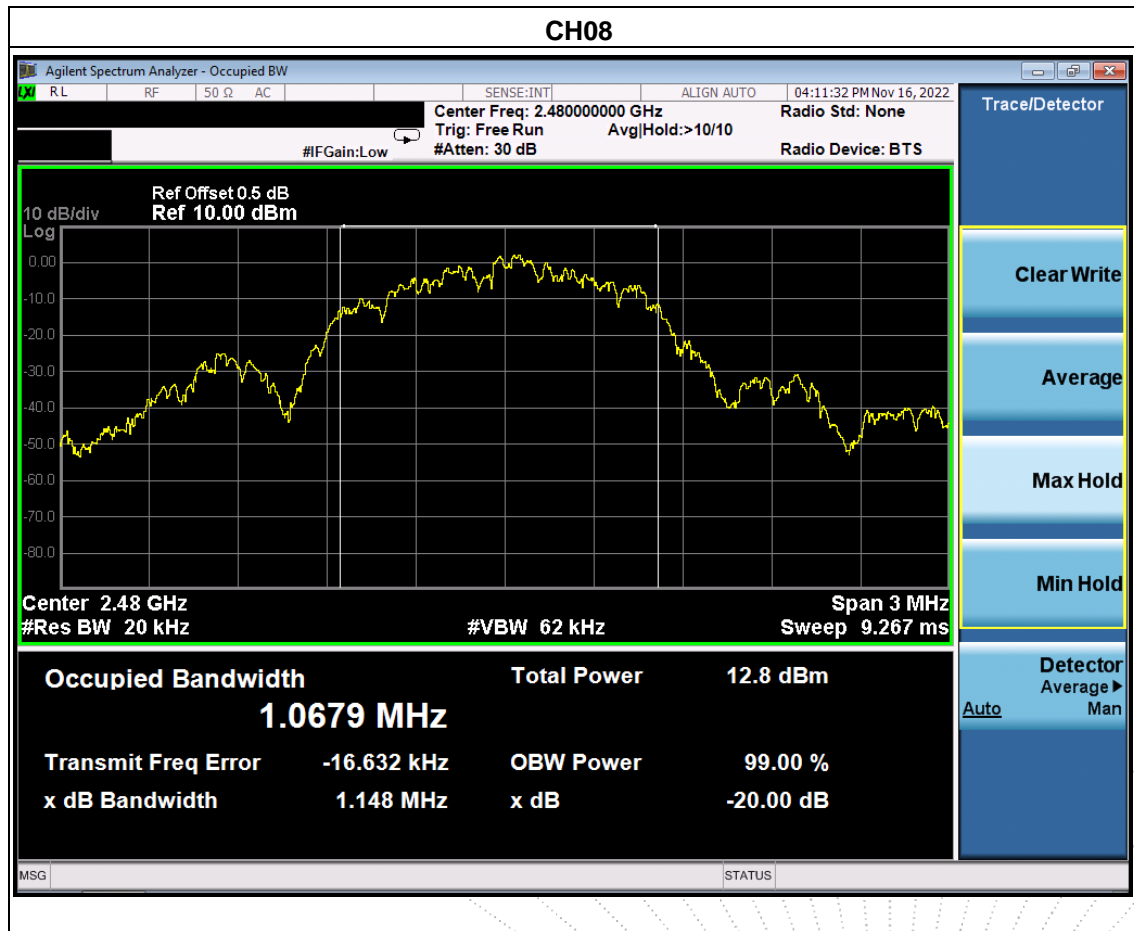 CH08
Agilent Spectrum Analyzer - Occupied BW
LXI RL RF 50 Ω AC SENSE:INT ALIGN AUTO 04:11:32 PM Nov 16, 2022
Center Freq: 2.480000000 GHz Radio Std: None
Trig: Free Run Avg|Hold:>10/10
#IFGain:Low #Atten: 30 dB Radio Device: BTS
Ref Offset 0.5 dB
10 dB/div Ref 10.00 dBm
Log
0.00
-10.0
-20.0
-30.0
-40.0
-50.0
-60.0
-70.0
-80.0
Center 2.48 GHz Span 3 MHz
#Res BW 20 kHz #VBW 62 kHz Sweep 9.267 ms
Occupied Bandwidth Total Power 12.8 dBm
1.0679 MHz
Transmit Freq Error -16.632 kHz OBW Power 99.00 %
x dB Bandwidth 1.148 MHz x dB -20.00 dB
MSG STATUS
Trace/Detector
Clear Write
Average
Max Hold
Min Hold
Detector
Average▶
Auto Man